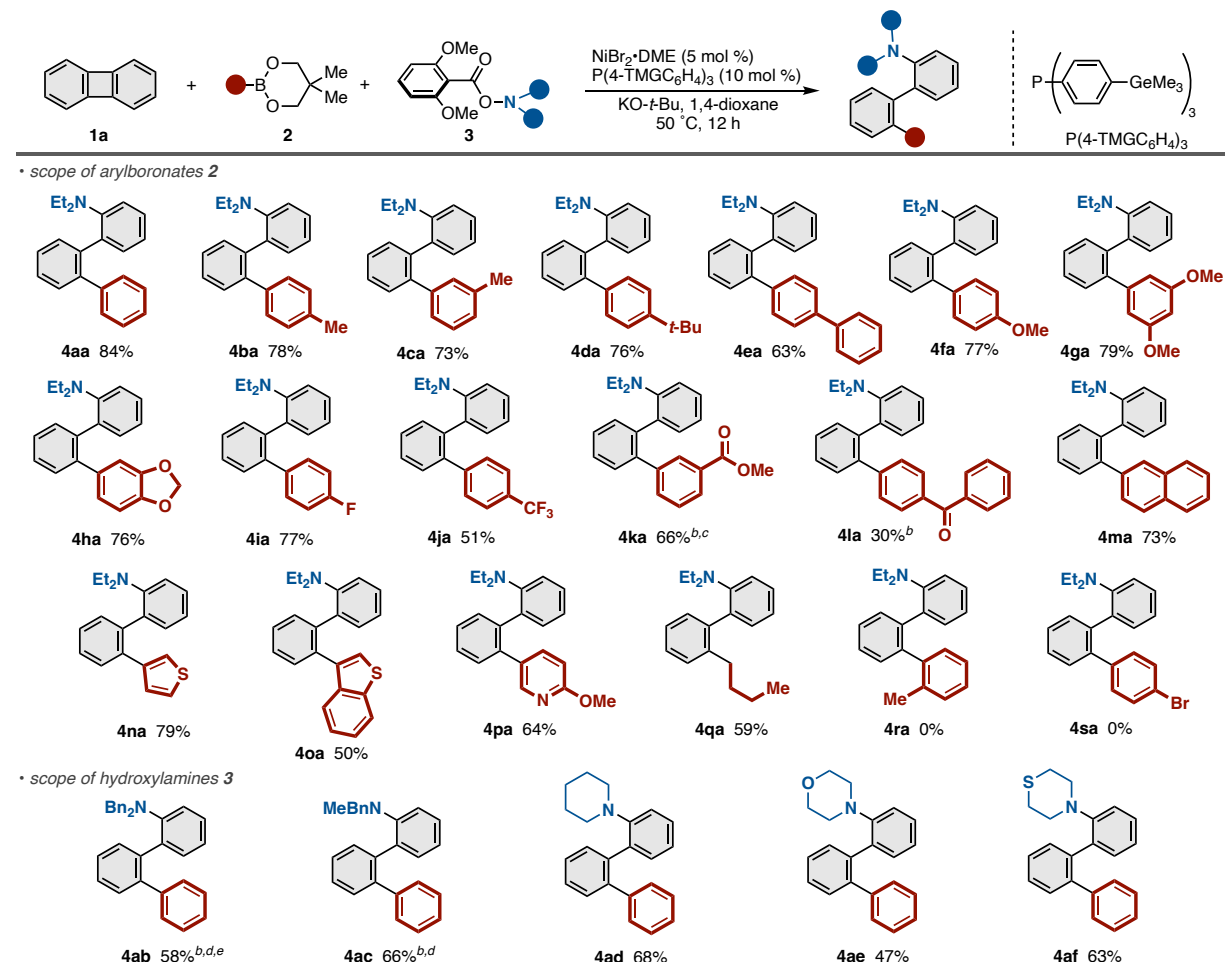 1a
+
2
+
3
NiBr₂•DME (5 mol %)
P(4-TMGC₆H₄)₃ (10 mol %)
KO-t-Bu, 1,4-dioxane
50 ˚C, 12 h
O
B
O
Me
Me
OMe
O
O
N
OMe
N
P
GeMe₃
3
P(4-TMGC₆H₄)₃
• scope of arylboronates 2
Et₂N
4aa 84%
Et₂N
Me
4ba 78%
Et₂N
Me
4ca 73%
Et₂N
t-Bu
4da 76%
Et₂N
4ea 63%
Et₂N
OMe
4fa 77%
Et₂N
OMe
OMe
4ga 79%
Et₂N
O
O
4ha 76%
Et₂N
F
4ia 77%
Et₂N
CF₃
4ja 51%
Et₂N
O
OMe
4ka 66%ᵇ,ᶜ
Et₂N
O
4la 30%ᵇ
Et₂N
4ma 73%
Et₂N
S
4na 79%
Et₂N
S
4oa 50%
Et₂N
N
OMe
4pa 64%
Et₂N
Me
4qa 59%
Et₂N
Me
4ra 0%
Et₂N
Br
4sa 0%
• scope of hydroxylamines 3
Bn₂N
4ab 58%ᵇ,ᵈ,ᵉ
MeBnN
4ac 66%ᵇ,ᵈ
N
4ad 68%
O
N
4ae 47%
S
N
4af 63%